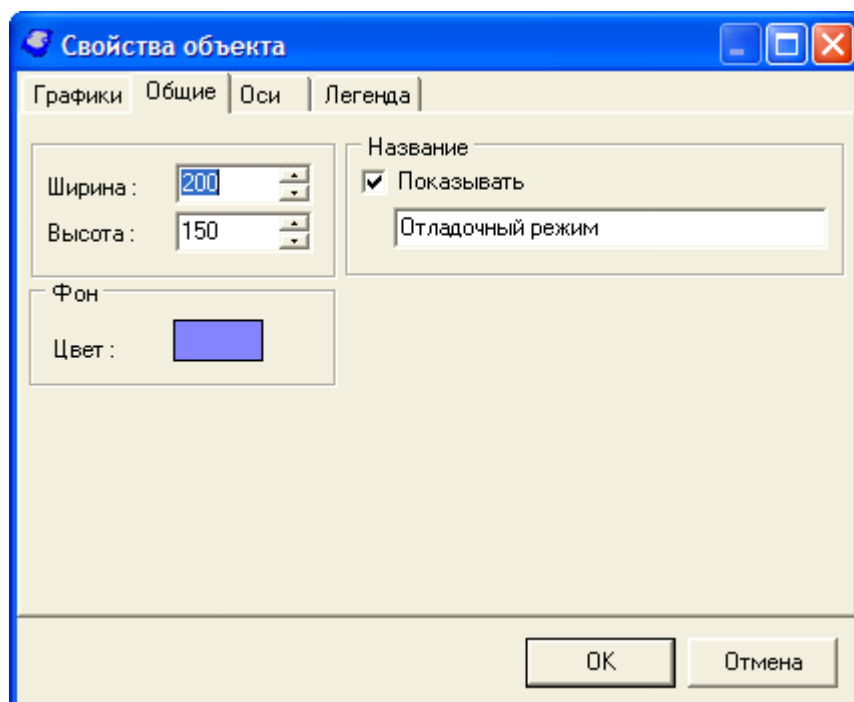 Свойства объекта
Графики Общие Оси Легенда
Ширина : 200
Высота : 150
Название
Показывать
Отладочный режим
Фон
Цвет :
OK Отмена